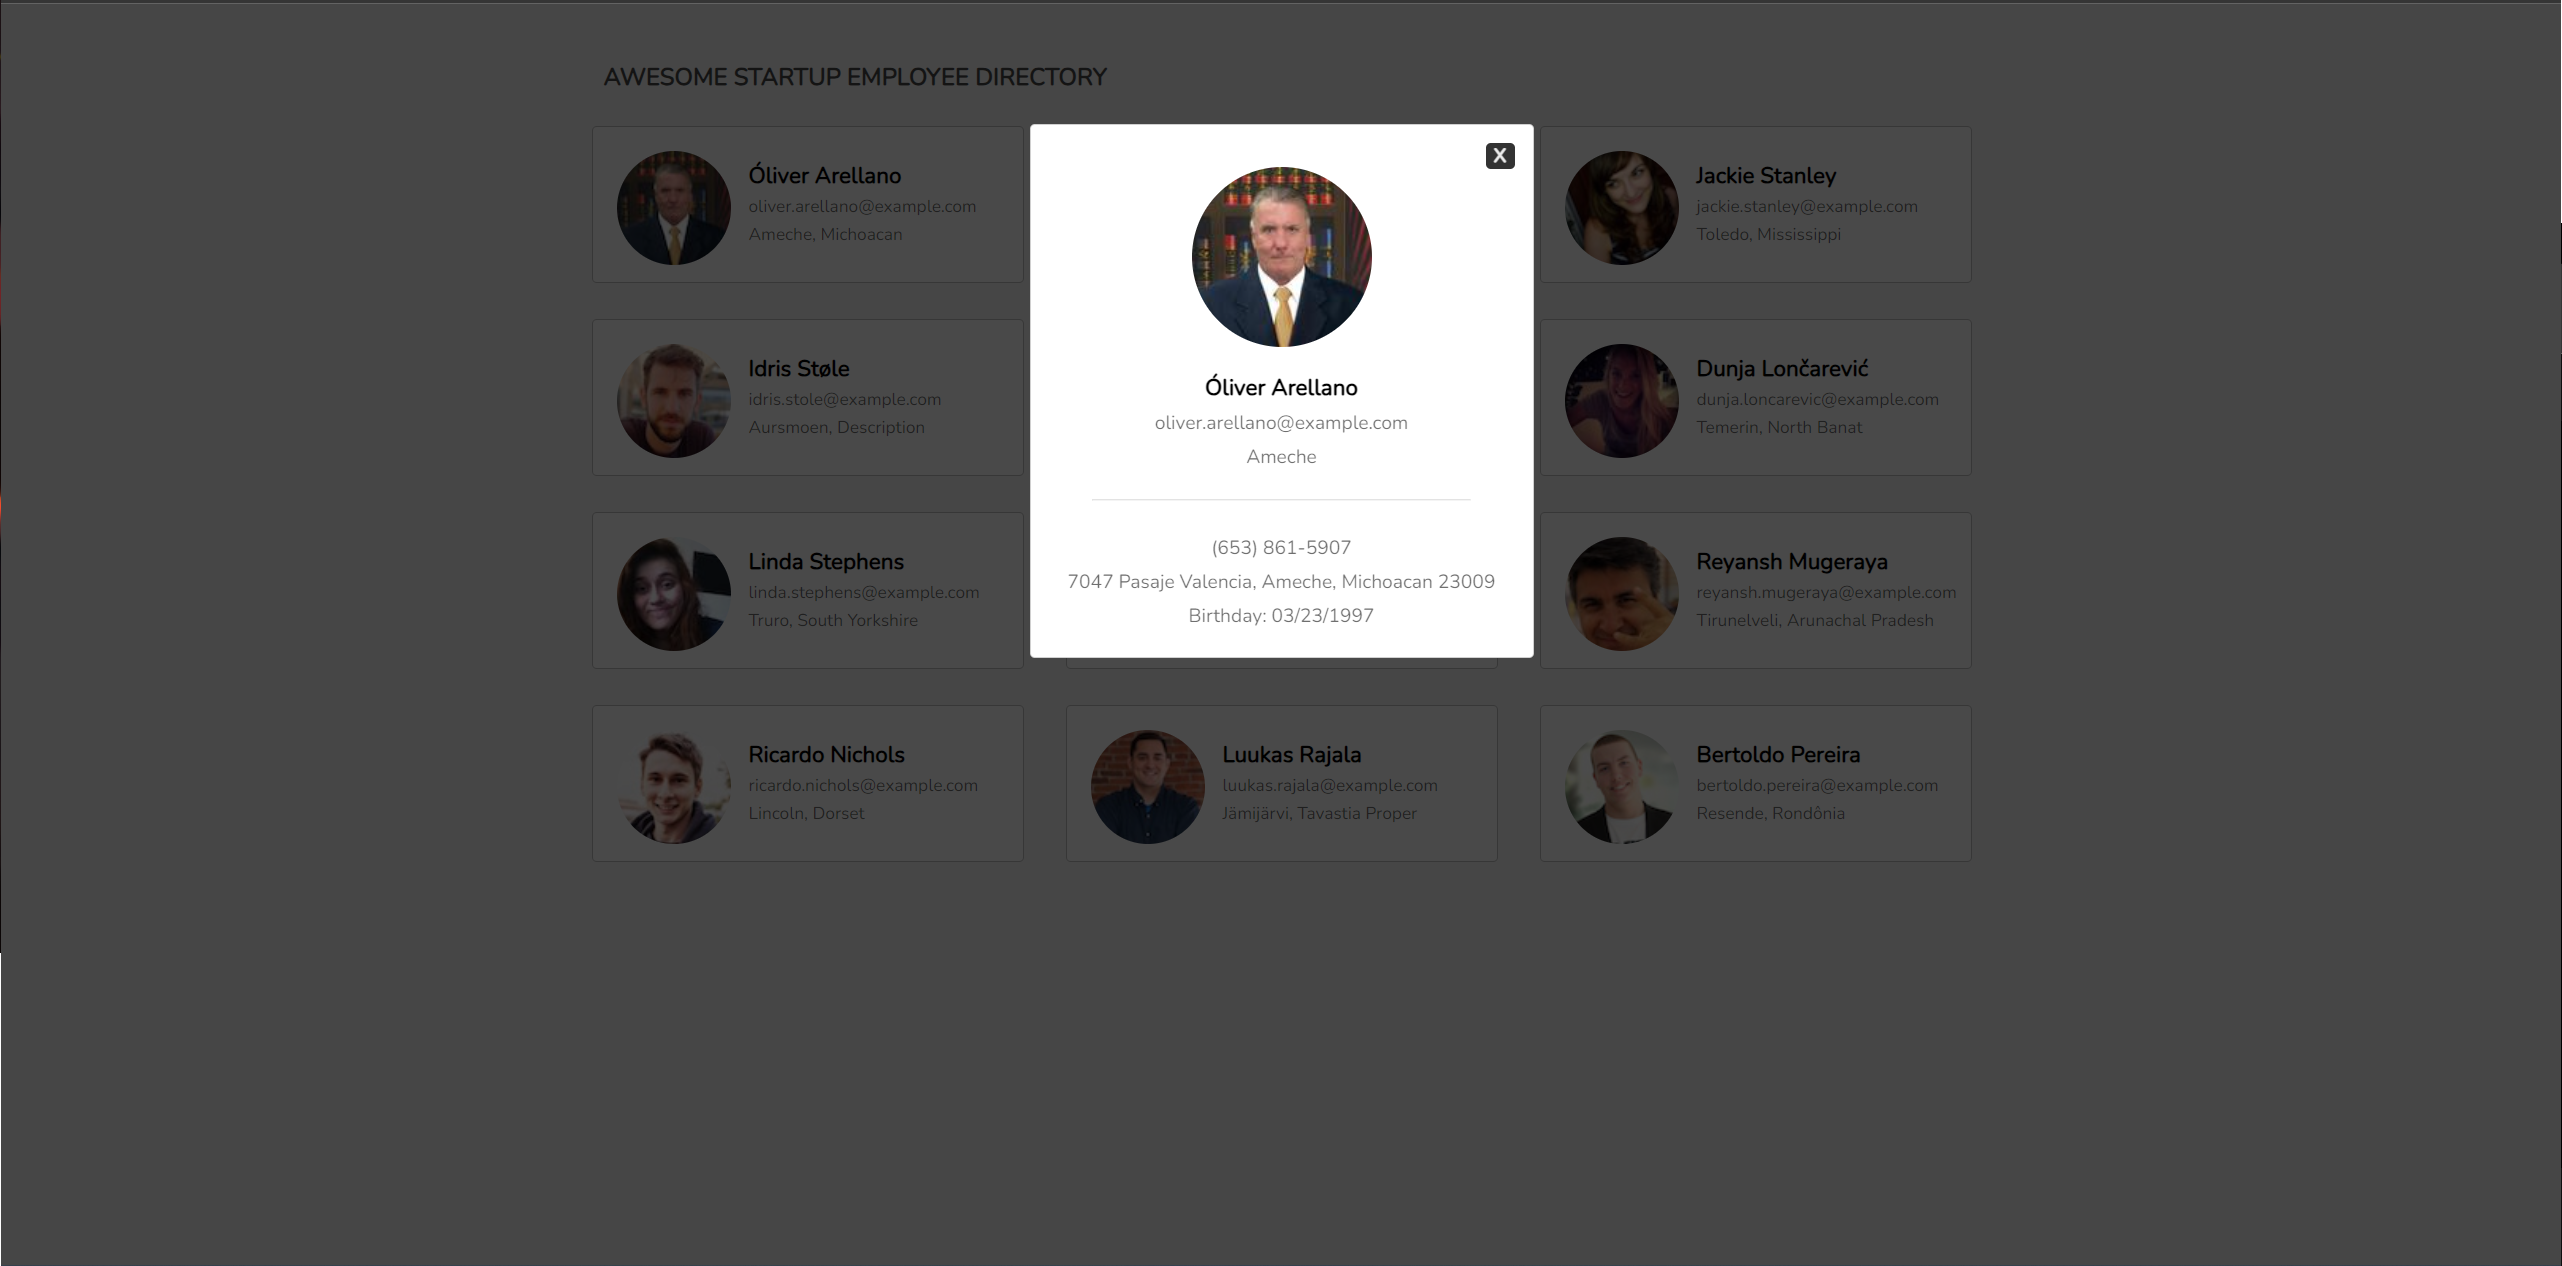 AWESOME STARTUP EMPLOYEE DIRECTORY
Óliver Arellano
oliver.arellano@example.com
Ameche, Michoacan
X
Óliver Arellano
oliver.arellano@example.com
Ameche
(653) 861-5907
7047 Pasaje Valencia, Ameche, Michoacan 23009
Birthday: 03/23/1997
Jackie Stanley
jackie.stanley@example.com
Toledo, Mississippi
Idris Støle
idris.stole@example.com
Aursmoen, Description
Dunja Lončarević
dunja.loncarevic@example.com
Temerin, North Banat
Linda Stephens
linda.stephens@example.com
Truro, South Yorkshire
Reyansh Mugeraya
reyansh.mugeraya@example.com
Tirunelveli, Arunachal Pradesh
Ricardo Nichols
ricardo.nichols@example.com
Lincoln, Dorset
Luukas Rajala
luukas.rajala@example.com
Jämijärvi, Tavastia Proper
Bertoldo Pereira
bertoldo.pereira@example.com
Resende, Rondônia